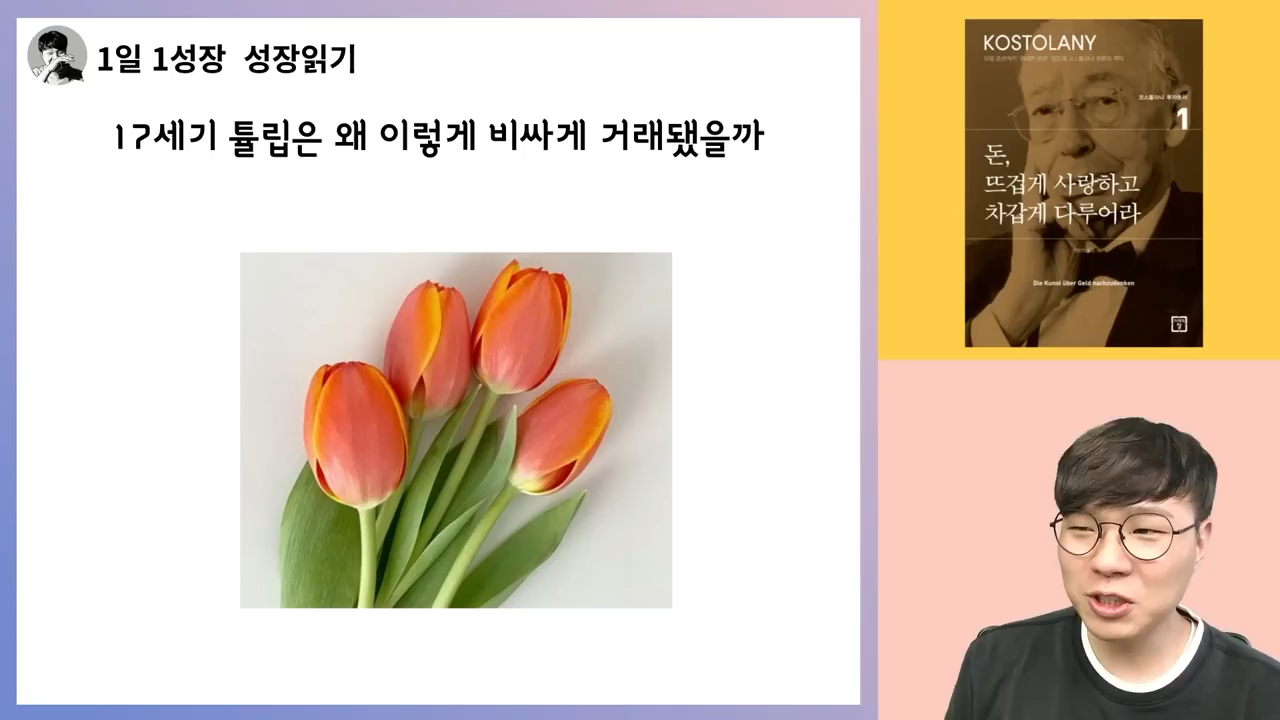 1일 1성장 성장읽기
17세기 튤립은 왜 이렇게 비싸게 거래됐을까
KOSTOLANY
코스톨라니 투자총서
1
돈,
뜨겁게 사랑하고
차갑게 다루어라
Die Kunst über Geld nachzudenken